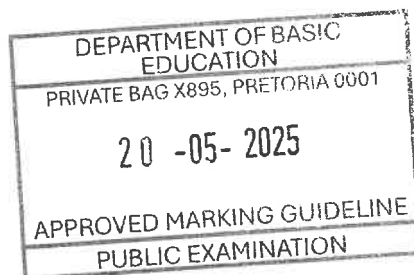 DEPARTMENT OF BASIC
EDUCATION
PRIVATE BAG X895, PRETORIA 0001
20 -05- 2025
APPROVED MARKING GUIDELINE
PUBLIC EXAMINATION